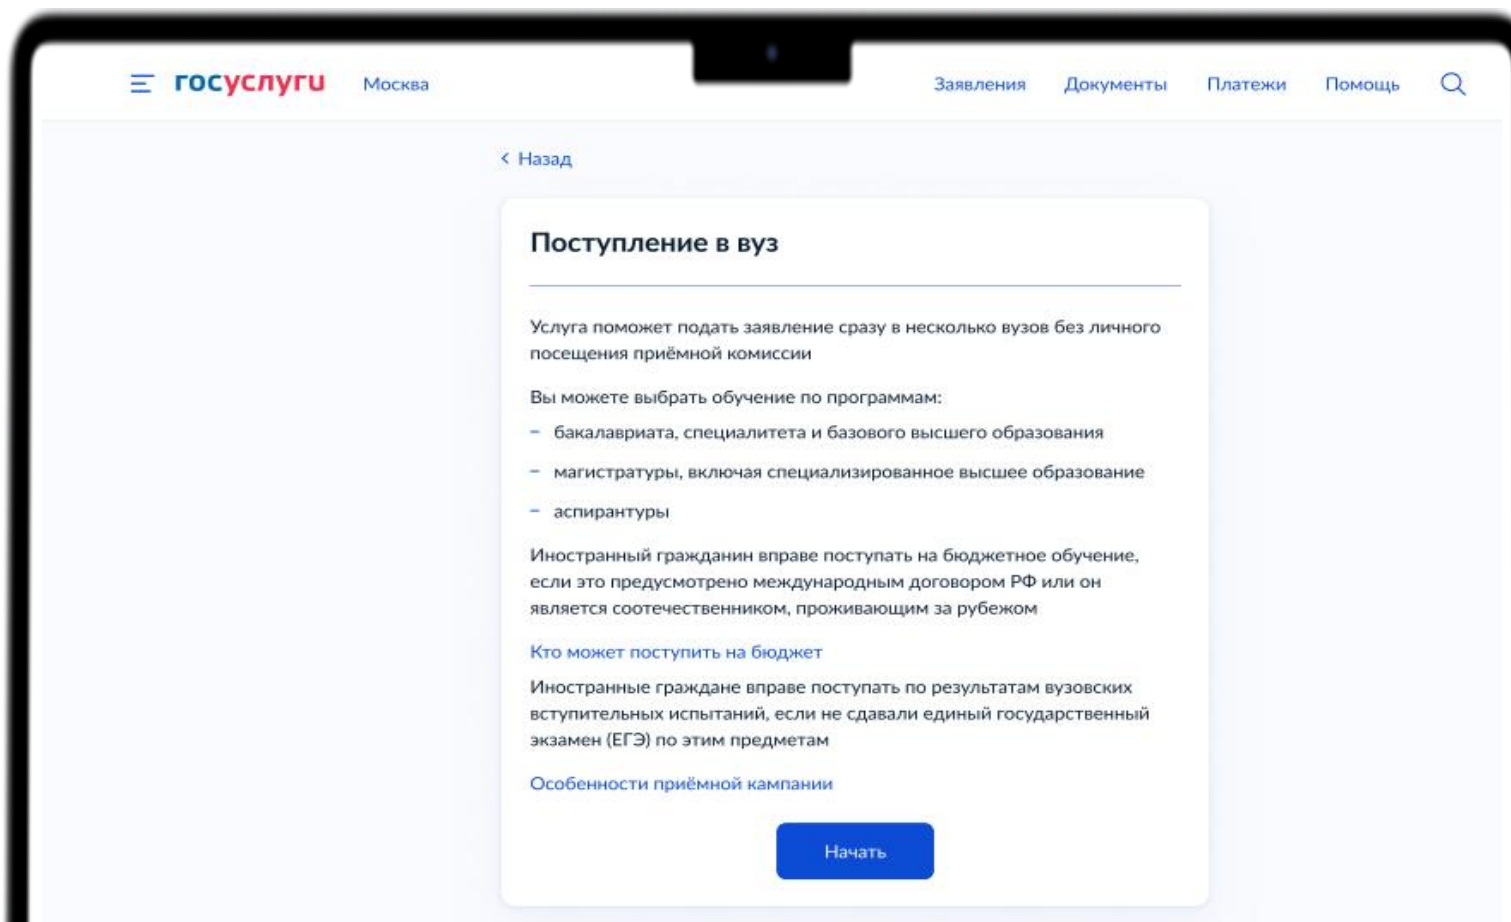 госуслуги Москва Заявления Документы Платежи Помощь
Назад
Поступление в вуз
Услуга поможет подать заявление сразу в несколько вузов без личного
посещения приёмной комиссии
Вы можете выбрать обучение по программам:
– бакалавриата, специалитета и базового высшего образования
– магистратуры, включая специализированное высшее образование
– аспирантуры
Иностранный гражданин вправе поступать на бюджетное обучение,
если это предусмотрено международным договором РФ или он
является соотечественником, проживающим за рубежом
Кто может поступить на бюджет
Иностранные граждане вправе поступать по результатам вузовских
вступительных испытаний, если не сдавали единый государственный
экзамен (ЕГЭ) по этим предметам
Особенности приёмной кампании
Начать